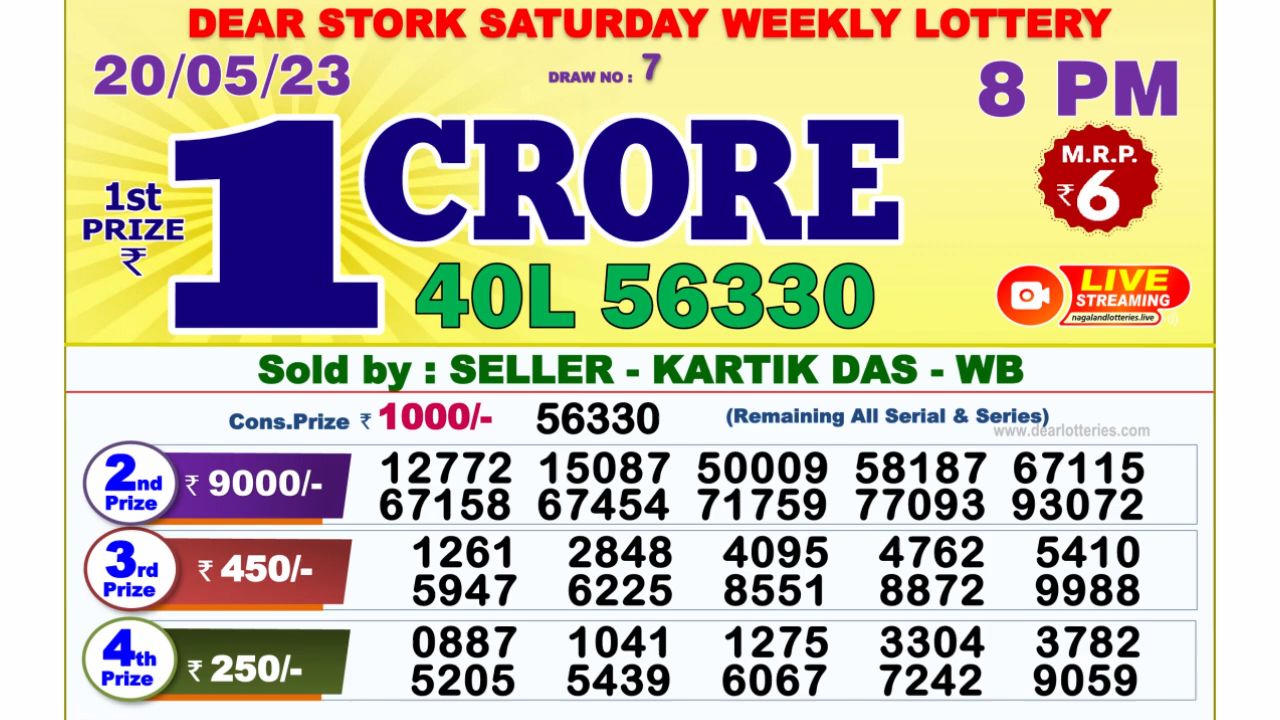 DEAR STORK SATURDAY WEEKLY LOTTERY
20/05/23 DRAW NO : 7 8 PM
1st PRIZE ₹ 1 CRORE
M.R.P. ₹ 6
40L 56330
LIVE STREAMING
nagalandlotteries.live
Sold by : SELLER - KARTIK DAS - WB
Cons.Prize ₹ 1000/- 56330 (Remaining All Serial & Series)
www.dearlotteries.com
2nd Prize ₹ 9000/-
12772 15087 50009 58187 67115
67158 67454 71759 77093 93072
3rd Prize ₹ 450/-
1261 2848 4095 4762 5410
5947 6225 8551 8872 9988
4th Prize ₹ 250/-
0887 1041 1275 3304 3782
5205 5439 6067 7242 9059